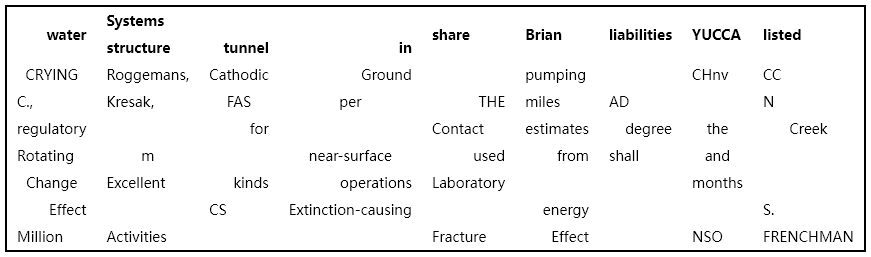 water Systems structure tunnel in share Brian liabilities YUCCA listed
CRYING Roggemans, Cathodic Ground pumping CHnv CC
C., Kresak, FAS per THE miles AD N
regulatory for Contact estimates degree the Creek
Rotating m near-surface used from shall and
Change Excellent kinds operations Laboratory months
Effect CS Extinction-causing energy S.
Million Activities Fracture Effect NSO FRENCHMAN